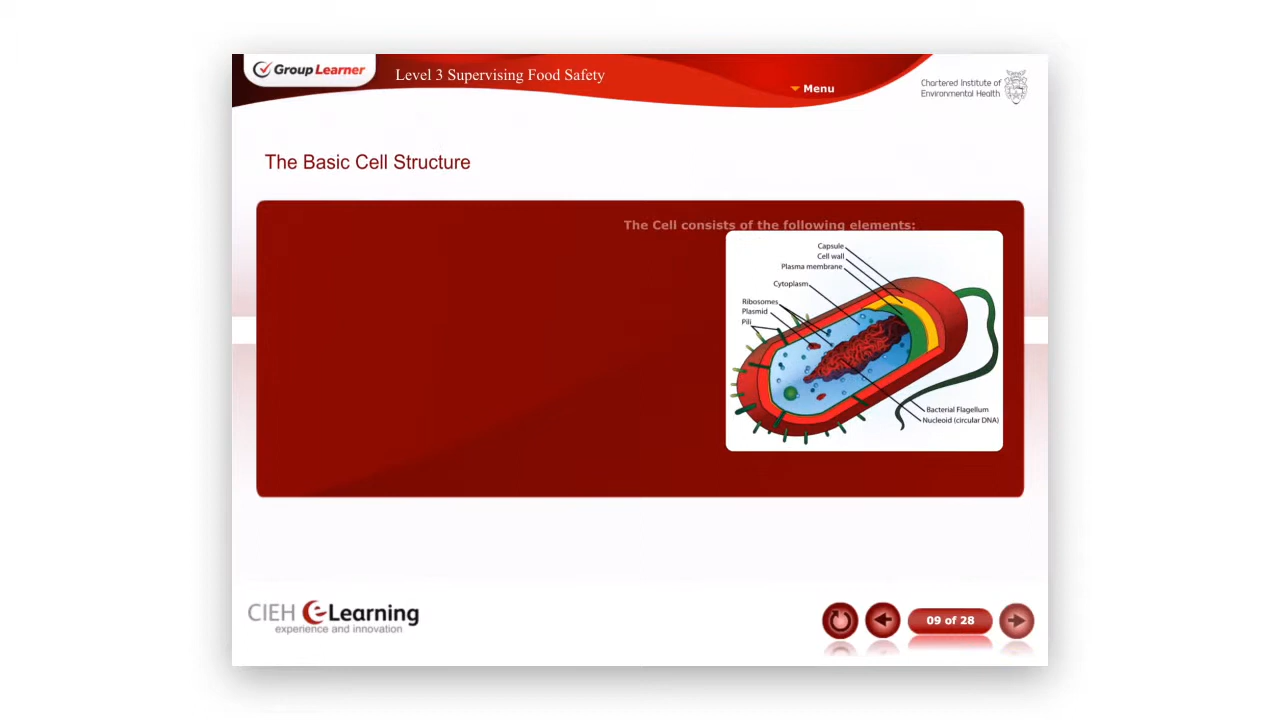 Group Learner
Level 3 Supervising Food Safety
Menu
Chartered Institute of
Environmental Health
The Basic Cell Structure
The Cell consists of the following elements:
Capsule
Cell wall
Plasma membrane
Cytoplasm
Ribosomes
Plasmid
Pili
Bacterial Flagellum
Nucleoid (circular DNA)
CIEH eLearning
experience and innovation
09 of 28